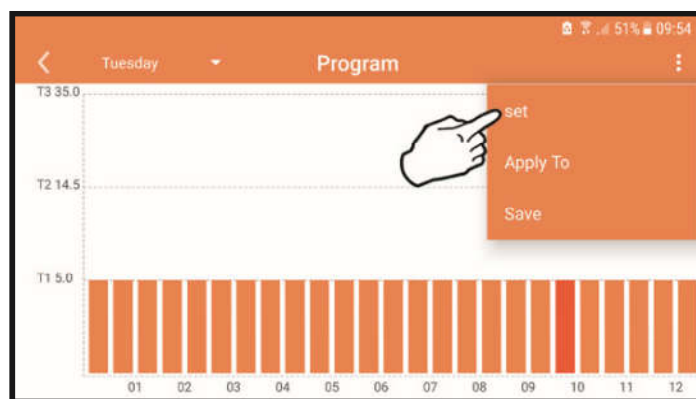 51% 09:54
Tuesday Program
T3 35.0
set
Apply To
T2 14.5
Save
T1 5.0
01 02 03 04 05 06 07 08 09 10 11 12